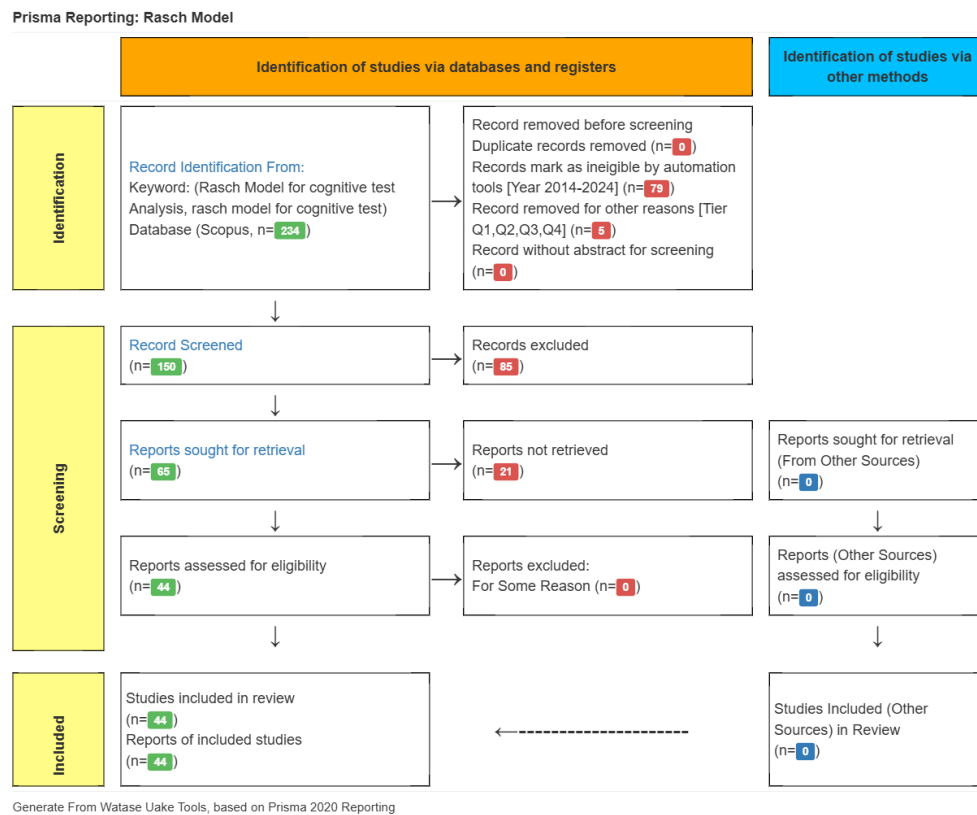 Prisma Reporting: Rasch Model
Identification of studies via databases and registers
Identification of studies via
other methods
Identification
Record Identification From:
Keyword: (Rasch Model for cognitive test
Analysis, rasch model for cognitive test)
Database (Scopus, n=234)
Record removed before screening
Duplicate records removed (n=0)
Records mark as ineigible by automation
tools [Year 2014-2024] (n=79)
Record removed for other reasons [Tier
Q1,Q2,Q3,Q4] (n=5)
Record without abstract for screening
(n=0)
Screening
Record Screened
(n=150)
Records excluded
(n=85)
Reports sought for retrieval
(n=65)
Reports not retrieved
(n=21)
Reports sought for retrieval
(From Other Sources)
(n=0)
Reports assessed for eligibility
(n=44)
Reports excluded:
For Some Reason (n=0)
Reports (Other Sources)
assessed for eligibility
(n=0)
Included
Studies included in review
(n=44)
Reports of included studies
(n=44)
Studies Included (Other
Sources) in Review
(n=0)
Generate From Watase Uake Tools, based on Prisma 2020 Reporting